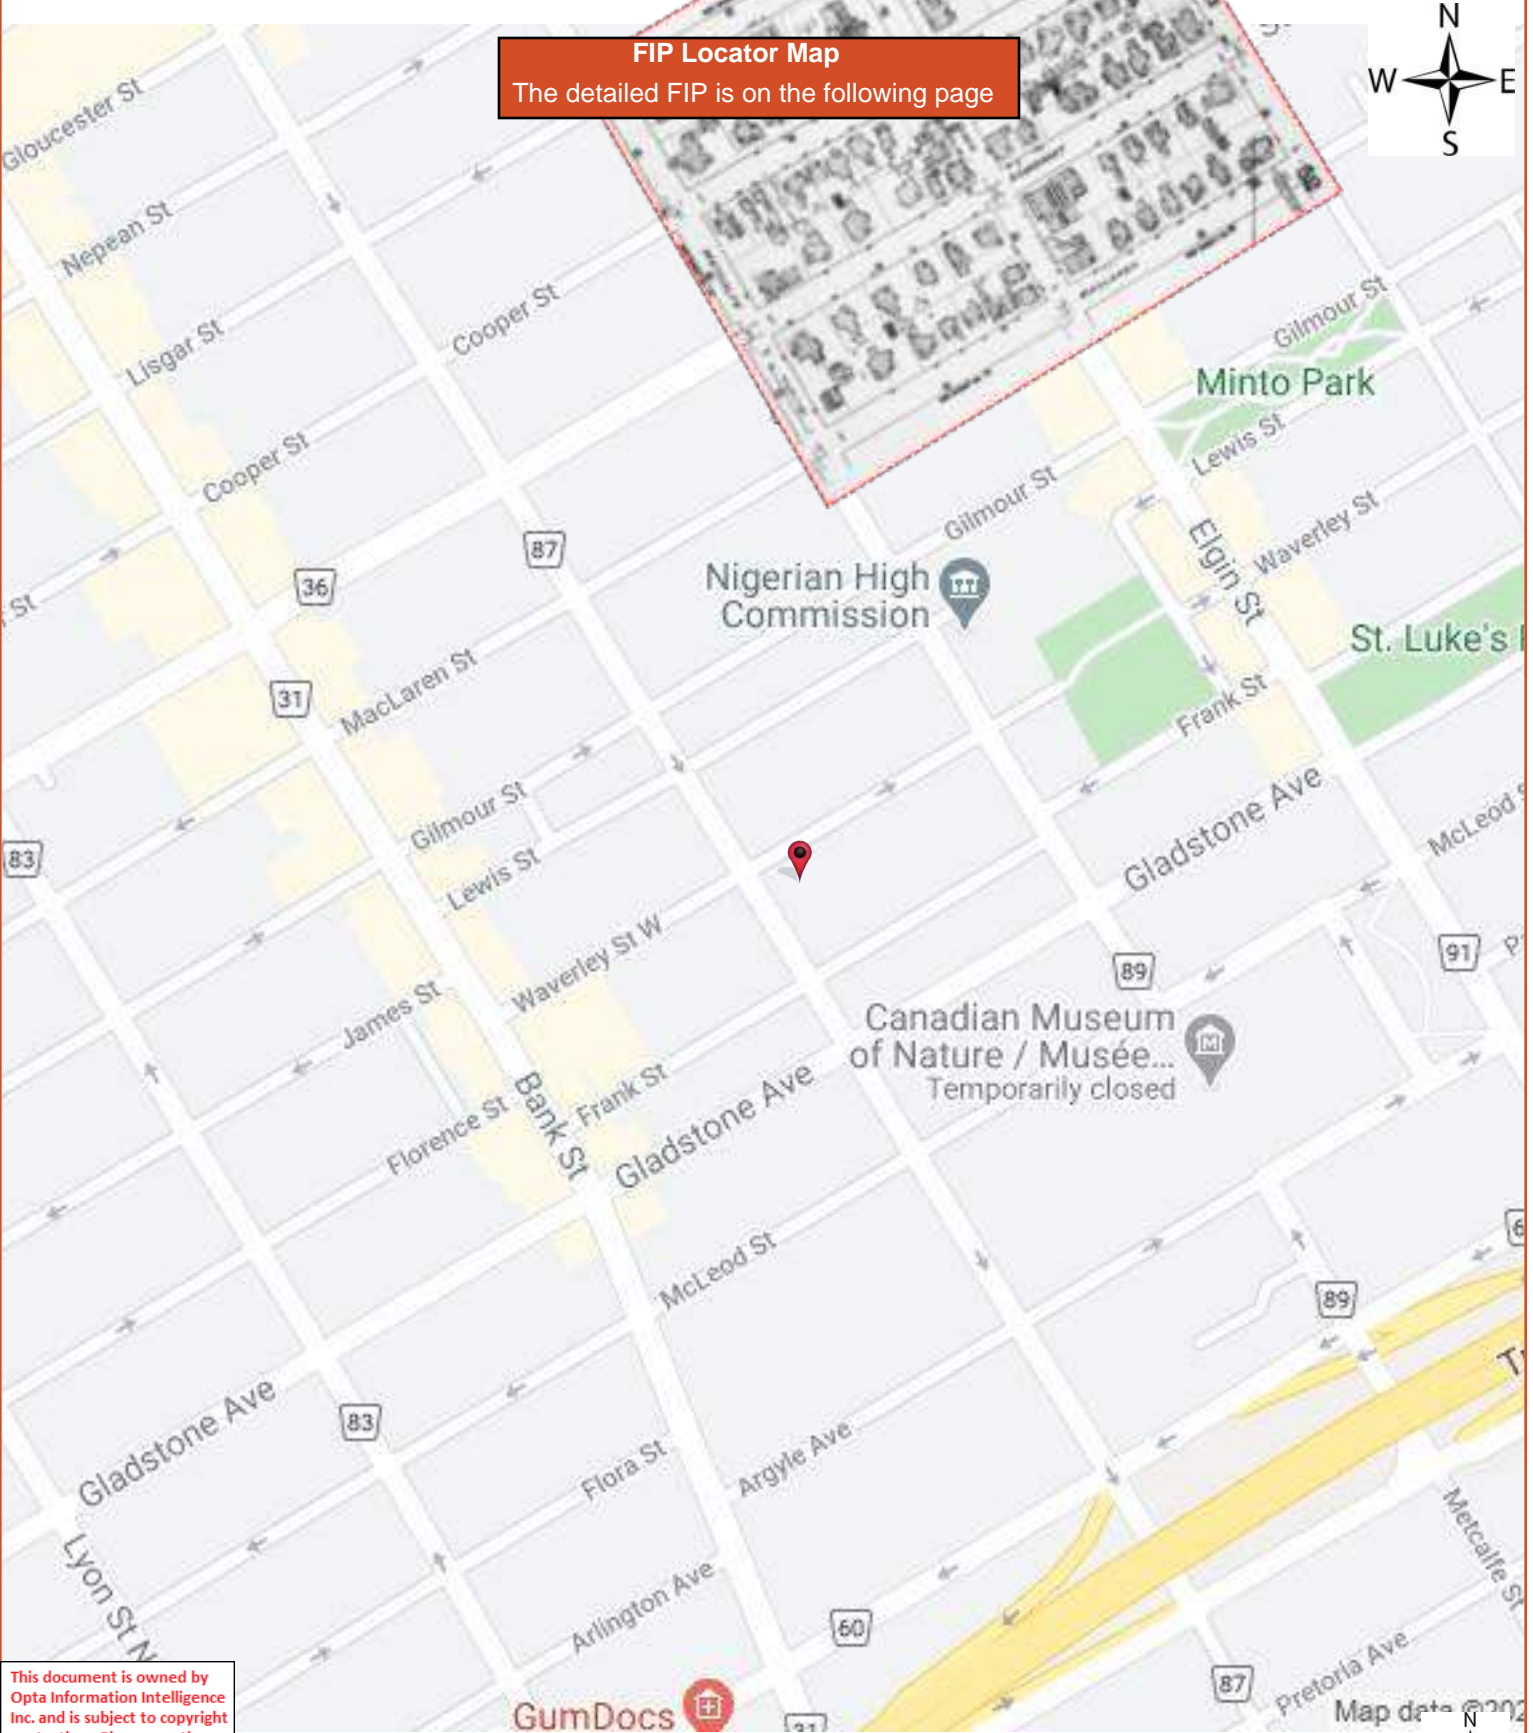 N
W E
S
FIP Locator Map
The detailed FIP is on the following page
Gloucester St
Nepean St
Lisgar St
Cooper St
Cooper St
Gilmour St
Minto Park
Lewis St
Gilmour St
Waverley St
Elgin St
87
36
St
Nigerian High
Commission
St. Luke's
31
MacLaren St
Frank St
Gilmour St
Gladstone Ave
McLeod
83
Lewis St
Waverley St W
89
91
James St
Canadian Museum
of Nature / Musée...
Temporarily closed
Bank St
Frank St
Florence St
Gladstone Ave
McLeod St
89
Gladstone Ave
83
Flora St
Argyle Ave
Metcalfe St
Lyon St N
Arlington Ave
60
87
Pretoria Ave
GumDocs
31
Map data ©202
N
This document is owned by
Opta Information Intelligence
Inc. and is subject to copyright